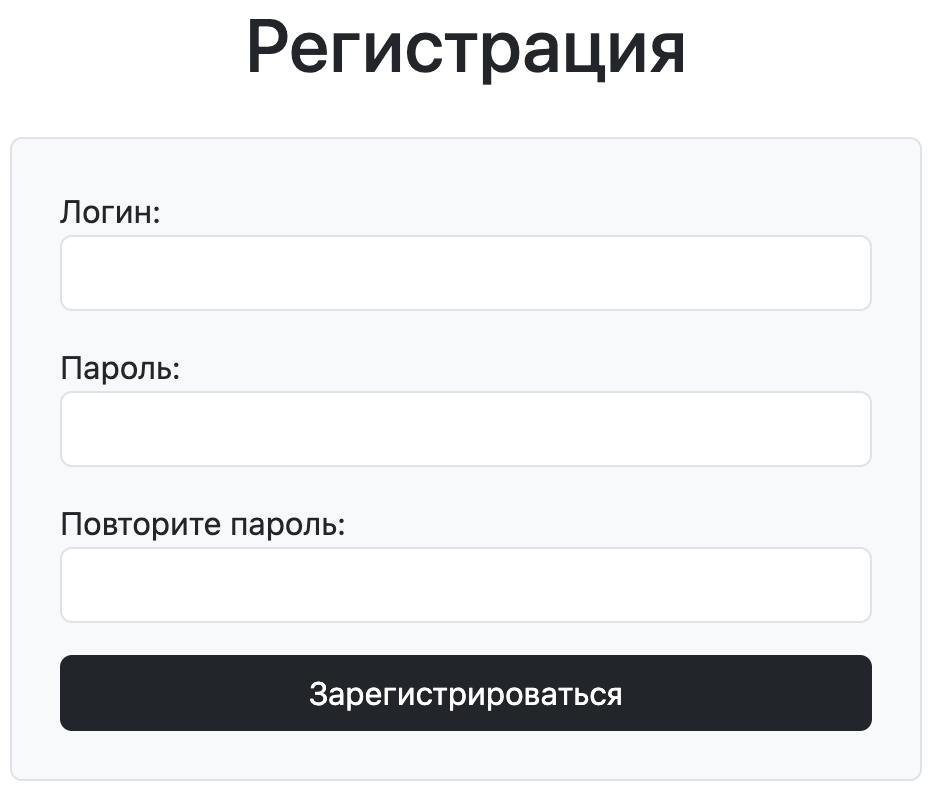 Регистрация
Логин:
Пароль:
Повторите пароль:
Зарегистрироваться